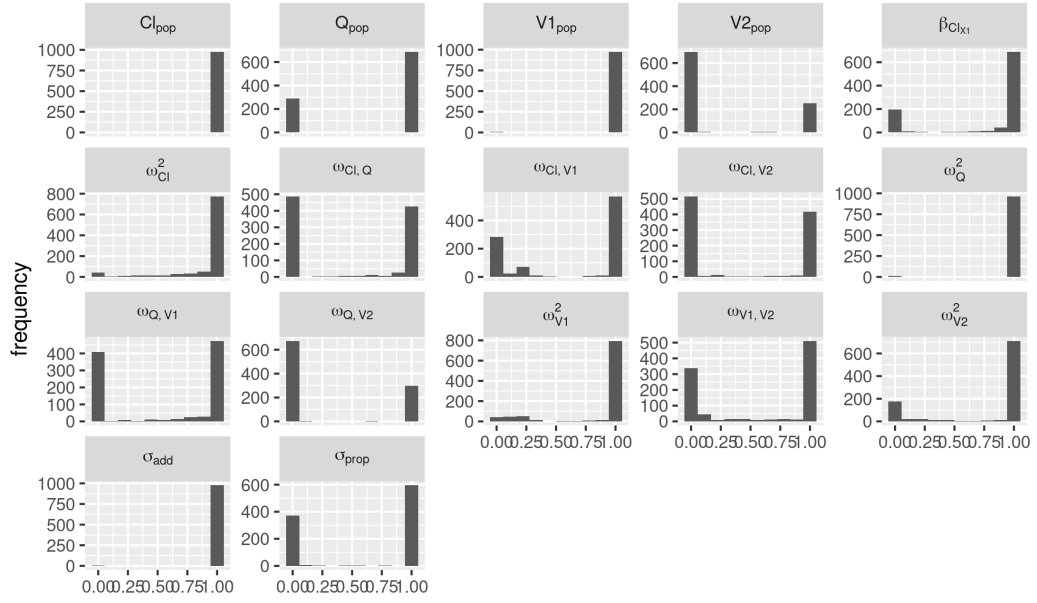 Cl_pop Q_pop V1_pop V2_pop β_Cl_X1
1000 750 500 250 0
600 400 200 0
1000 750 500 250 0
600 400 200 0
600 400 200 0
ω²_Cl ω_Cl, Q ω_Cl, V1 ω_Cl, V2 ω²_Q
800 600 400 200 0
500 400 300 200 100 0
400 200 0
500 400 300 200 100 0
1000 750 500 250 0
frequency
ω_Q, V1 ω_Q, V2 ω²_V1 ω_V1, V2 ω²_V2
400 300 200 100 0
600 400 200 0
800 600 400 200 0
500 400 300 200 100 0
600 400 200 0
0.00 0.25 0.50 0.75 1.00
0.00 0.25 0.50 0.75 1.00
0.00 0.25 0.50 0.75 1.00
σ_add σ_prop
1000 750 500 250 0
600 400 200 0
0.00 0.25 0.50 0.75 1.00
0.00 0.25 0.50 0.75 1.00